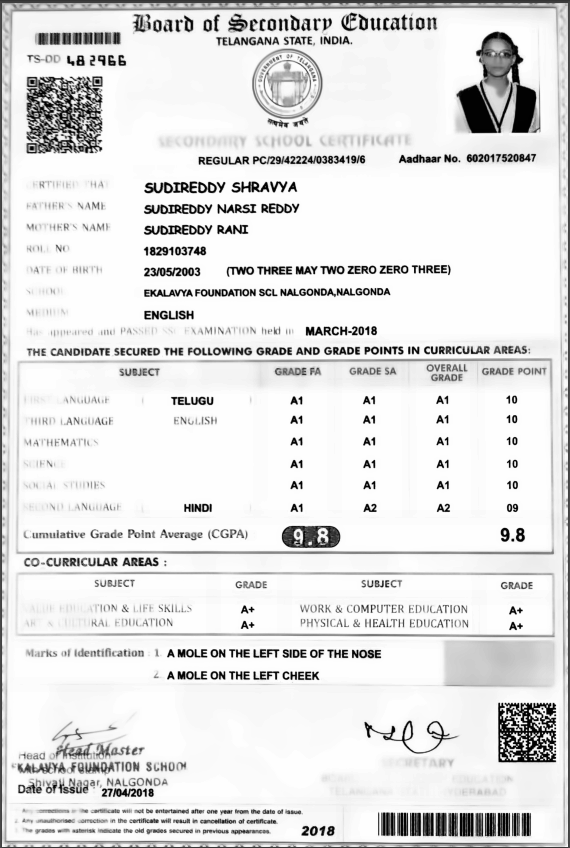 Board of Secondary Education
TELANGANA STATE, INDIA.
TS-DD 482966
GOVERNMENT OF TELANGANA
सत्यमेव जयते
SECONDARY SCHOOL CERTIFICATE
REGULAR PC/29/42224/0383419/6 Aadhaar No. 602017520847
CERTIFIED THAT SUDIREDDY SHRAVYA
FATHER'S NAME SUDIREDDY NARSI REDDY
MOTHER'S NAME SUDIREDDY RANI
ROLL NO 1829103748
DATE OF BIRTH 23/05/2003 (TWO THREE MAY TWO ZERO ZERO THREE)
SCHOOL EKALAVYA FOUNDATION SCL NALGONDA,NALGONDA
MEDIUM ENGLISH
Has appeared and PASSED SSC EXAMINATION held in MARCH-2018
THE CANDIDATE SECURED THE FOLLOWING GRADE AND GRADE POINTS IN CURRICULAR AREAS:
SUBJECT GRADE FA GRADE SA OVERALL GRADE GRADE POINT
FIRST LANGUAGE ( TELUGU ) A1 A1 A1 10
THIRD LANGUAGE ENGLISH A1 A1 A1 10
MATHEMATICS A1 A1 A1 10
SCIENCE A1 A1 A1 10
SOCIAL STUDIES A1 A1 A1 10
SECOND LANGUAGE ( HINDI ) A1 A2 A2 09
Cumulative Grade Point Average (CGPA) 9.8 9.8
CO-CURRICULAR AREAS :
SUBJECT GRADE SUBJECT GRADE
VALUE EDUCATION & LIFE SKILLS A+ WORK & COMPUTER EDUCATION A+
ART & CULTURAL EDUCATION A+ PHYSICAL & HEALTH EDUCATION A+
Marks of Identification : 1. A MOLE ON THE LEFT SIDE OF THE NOSE
2. A MOLE ON THE LEFT CHEEK
Head Master
Head of Institution
EKALAVYA FOUNDATION SCHOOL
with school stamp
Shivaji Nagar, NALGONDA
SECRETARY
BOARD OF SECONDARY EDUCATION
TELANGANA STATE, HYDERABAD
Date of Issue 27/04/2018
1. Any corrections in the certificate will not be entertained after one year from the date of issue.
2. Any unauthorised correction in the certificate will result in cancellation of certificate.
3. The grades with asterisk indicate the old grades secured in previous appearances.
2018